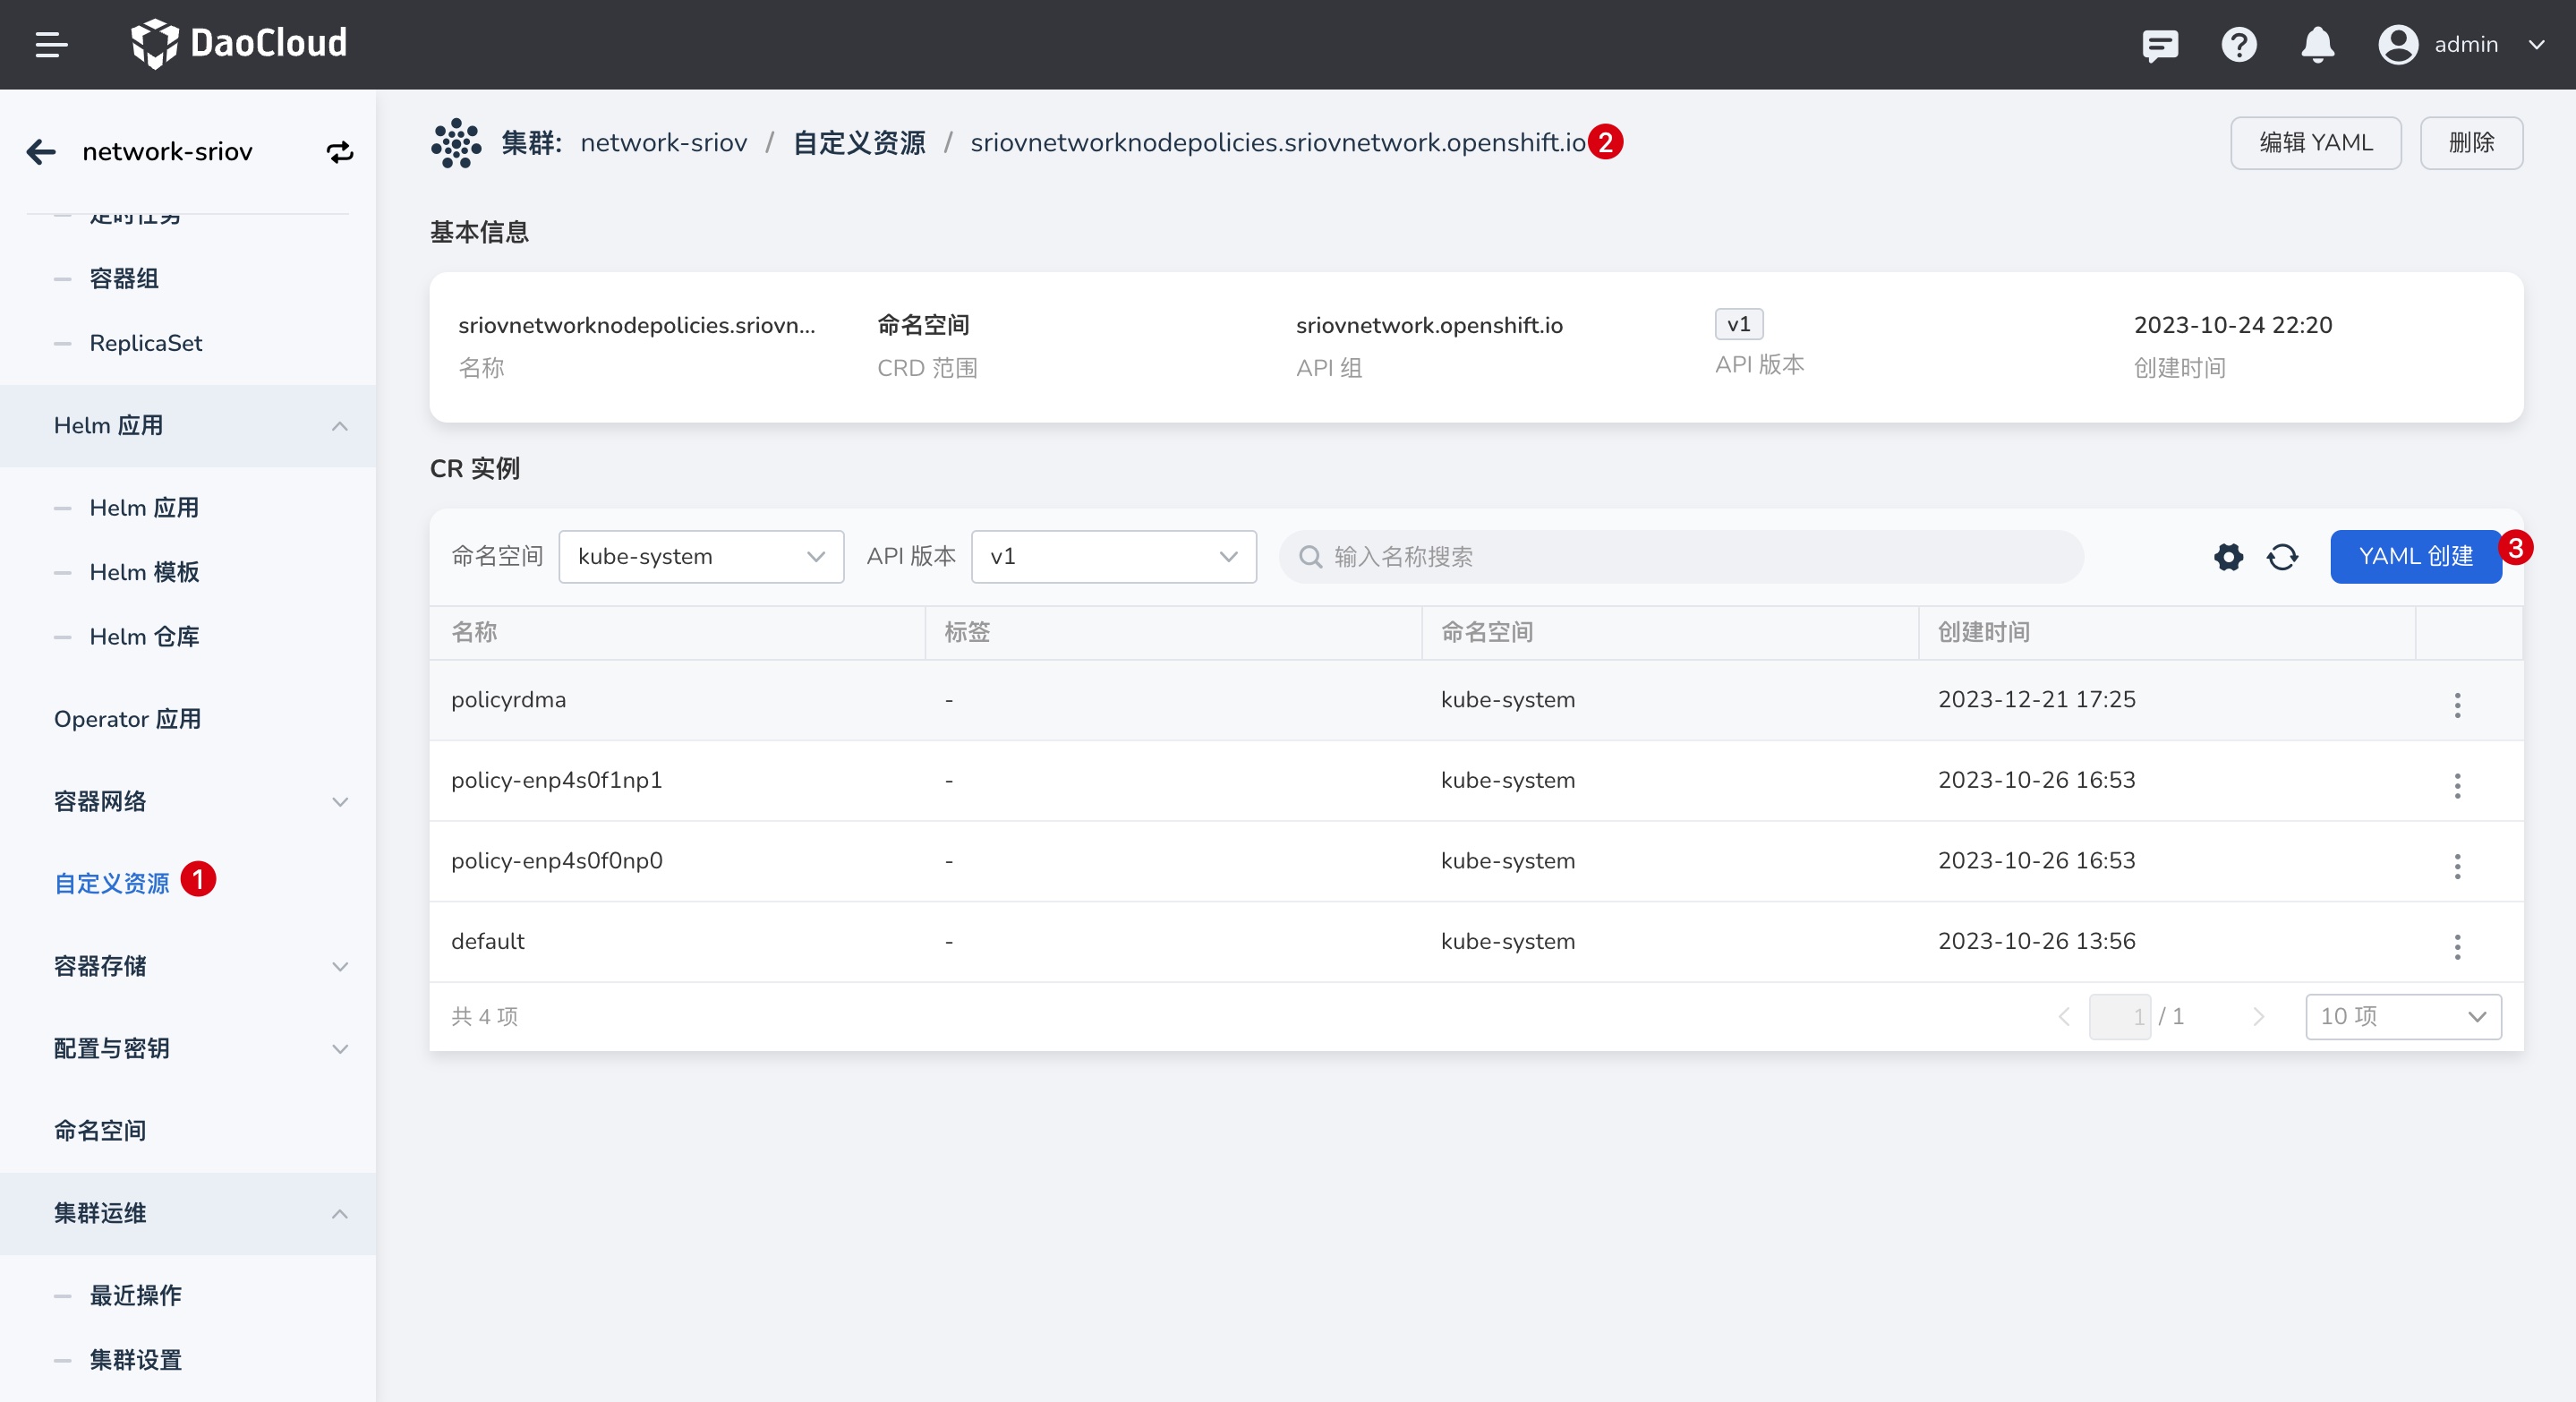 DaoCloud
admin
network-sriov
定时任务
容器组
ReplicaSet
Helm 应用
Helm 应用
Helm 模板
Helm 仓库
Operator 应用
容器网络
自定义资源 1
容器存储
配置与密钥
命名空间
集群运维
最近操作
集群设置
集群: network-sriov / 自定义资源 / sriovnetworknodepolicies.sriovnetwork.openshift.io 2
编辑 YAML 删除
基本信息
sriovnetworknodepolicies.sriovn... 命名空间 sriovnetwork.openshift.io v1 2023-10-24 22:20
名称 CRD 范围 API 组 API 版本 创建时间
CR 实例
命名空间 kube-system API 版本 v1 输入名称搜索 YAML 创建 3
名称 标签 命名空间 创建时间
policyrdma - kube-system 2023-12-21 17:25
policy-enp4s0f1np1 - kube-system 2023-10-26 16:53
policy-enp4s0f0np0 - kube-system 2023-10-26 16:53
default - kube-system 2023-10-26 13:56
共 4 项 1 / 1 10 项